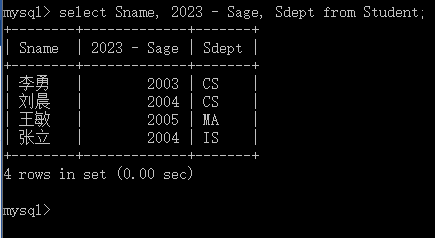 mysql> select Sname, 2023 - Sage, Sdept from Student;
+--------+-------------+-------+
| Sname | 2023 - Sage | Sdept |
+--------+-------------+-------+
| 李勇 | 2003 | CS |
| 刘晨 | 2004 | CS |
| 王敏 | 2005 | MA |
| 张立 | 2004 | IS |
+--------+-------------+-------+
4 rows in set (0.00 sec)
mysql>